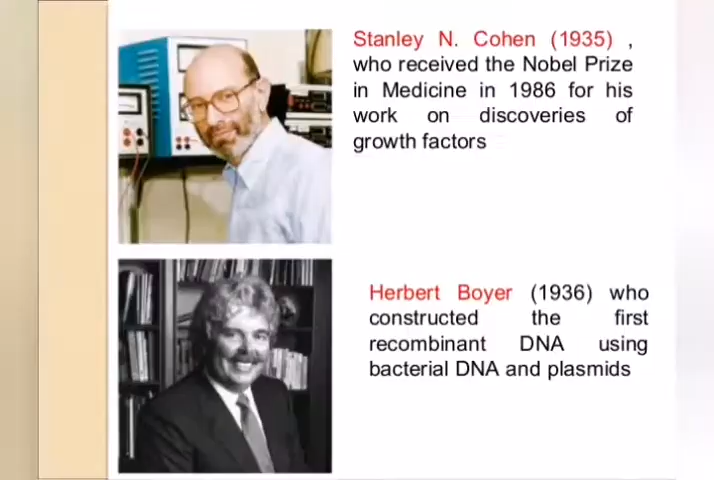 Stanley N. Cohen (1935) ,
who received the Nobel Prize
in Medicine in 1986 for his
work on discoveries of
growth factors
Herbert Boyer (1936) who
constructed the first
recombinant DNA using
bacterial DNA and plasmids